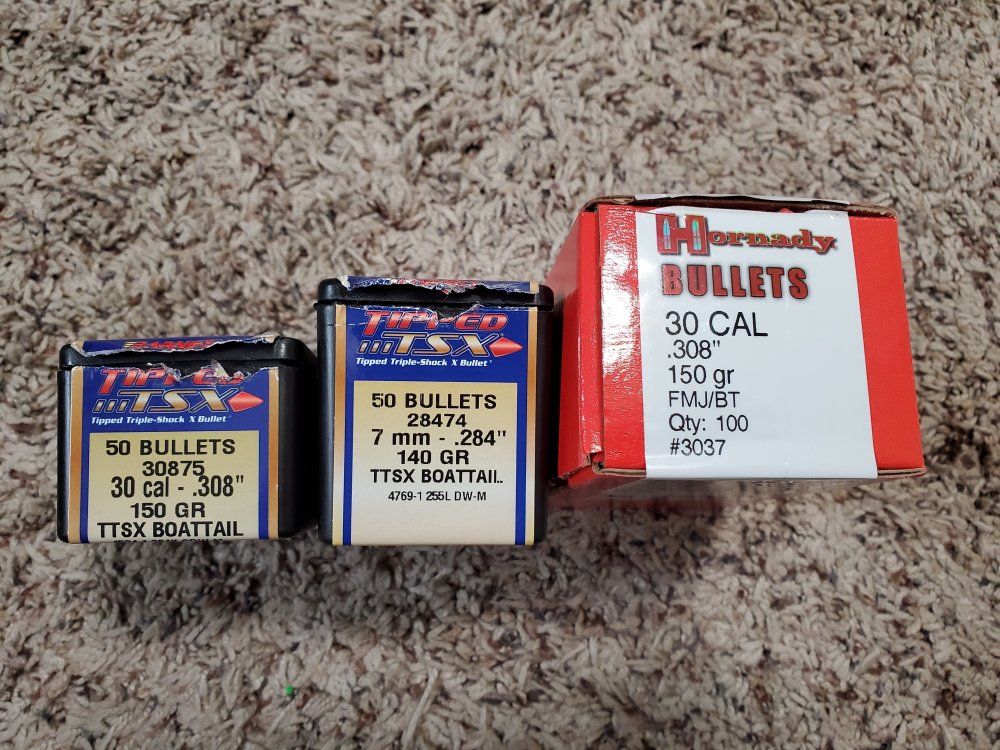 TIPPED
TSX
Tipped Triple-Shock X Bullet
50 BULLETS
30875
30 cal - .308"
150 GR
TTSX BOATTAIL
TIPPED
TSX
Tipped Triple-Shock X Bullet
50 BULLETS
28474
7 mm - .284"
140 GR
TTSX BOATTAIL
4769-1 255L DW-M
Hornady
BULLETS
30 CAL
.308"
150 gr
FMJ/BT
Qty: 100
#3037